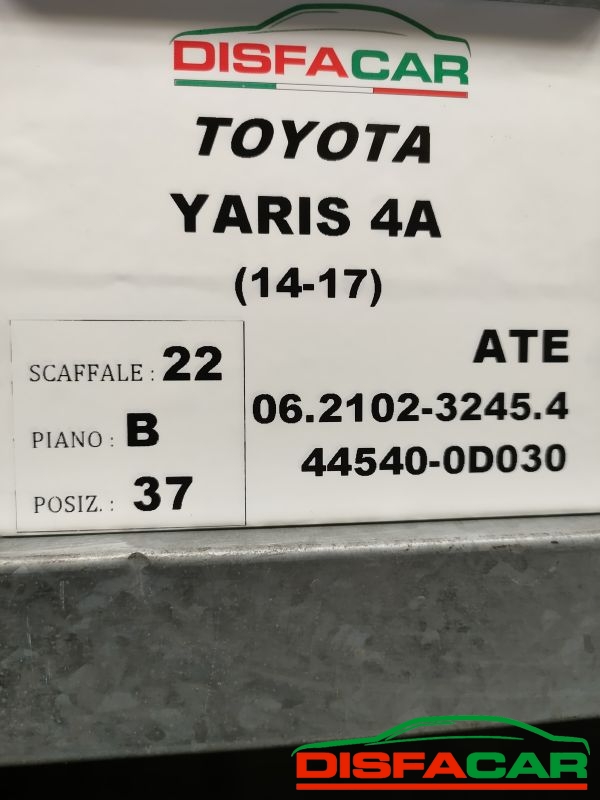 DISFACAR
TOYOTA
YARIS 4A
(14-17)
SCAFFALE : 22
PIANO : B
POSIZ. : 37
ATE
06.2102-3245.4
44540-0D030
DISFACAR